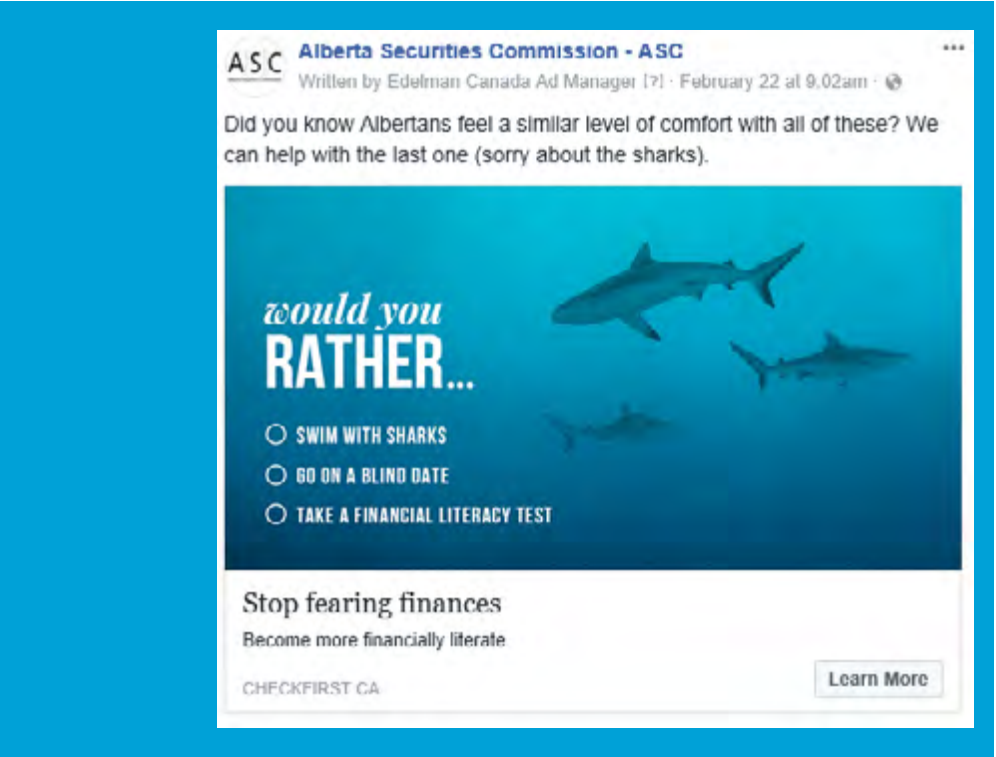 ASC
Alberta Securities Commission - ASC
Written by Edelman Canada Ad Manager [?] · February 22 at 9:02am ·
Did you know Albertans feel a similar level of comfort with all of these? We
can help with the last one (sorry about the sharks).
would you
RATHER...
SWIM WITH SHARKS
GO ON A BLIND DATE
TAKE A FINANCIAL LITERACY TEST
Stop fearing finances
Become more financially literate
CHECKFIRST.CA
Learn More